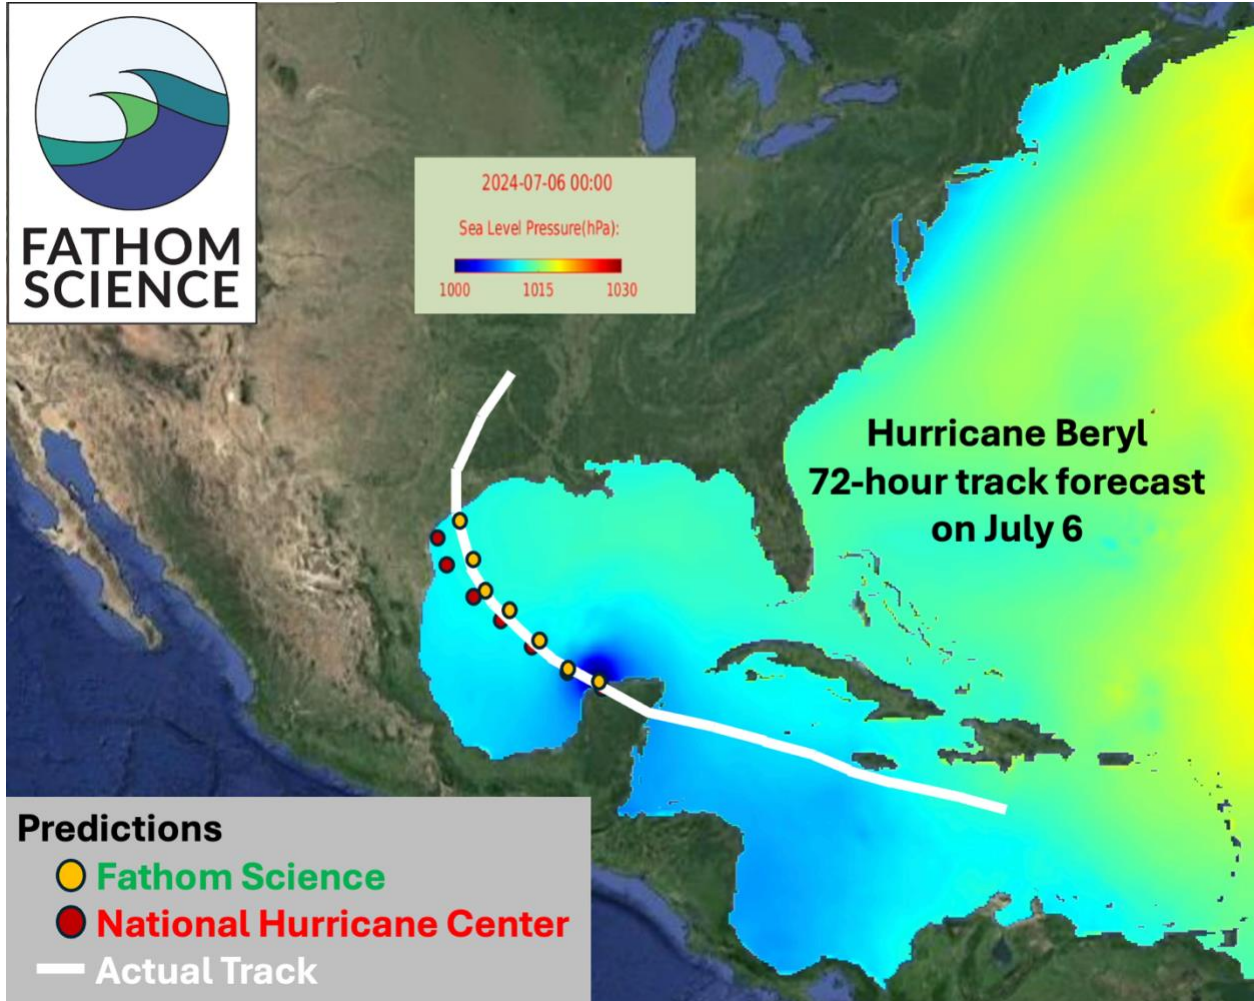 FATHOM
SCIENCE
2024-07-06 00:00
Sea Level Pressure(hPa):
1000 1015 1030
Hurricane Beryl
72-hour track forecast
on July 6
Predictions
Fathom Science
National Hurricane Center
Actual Track